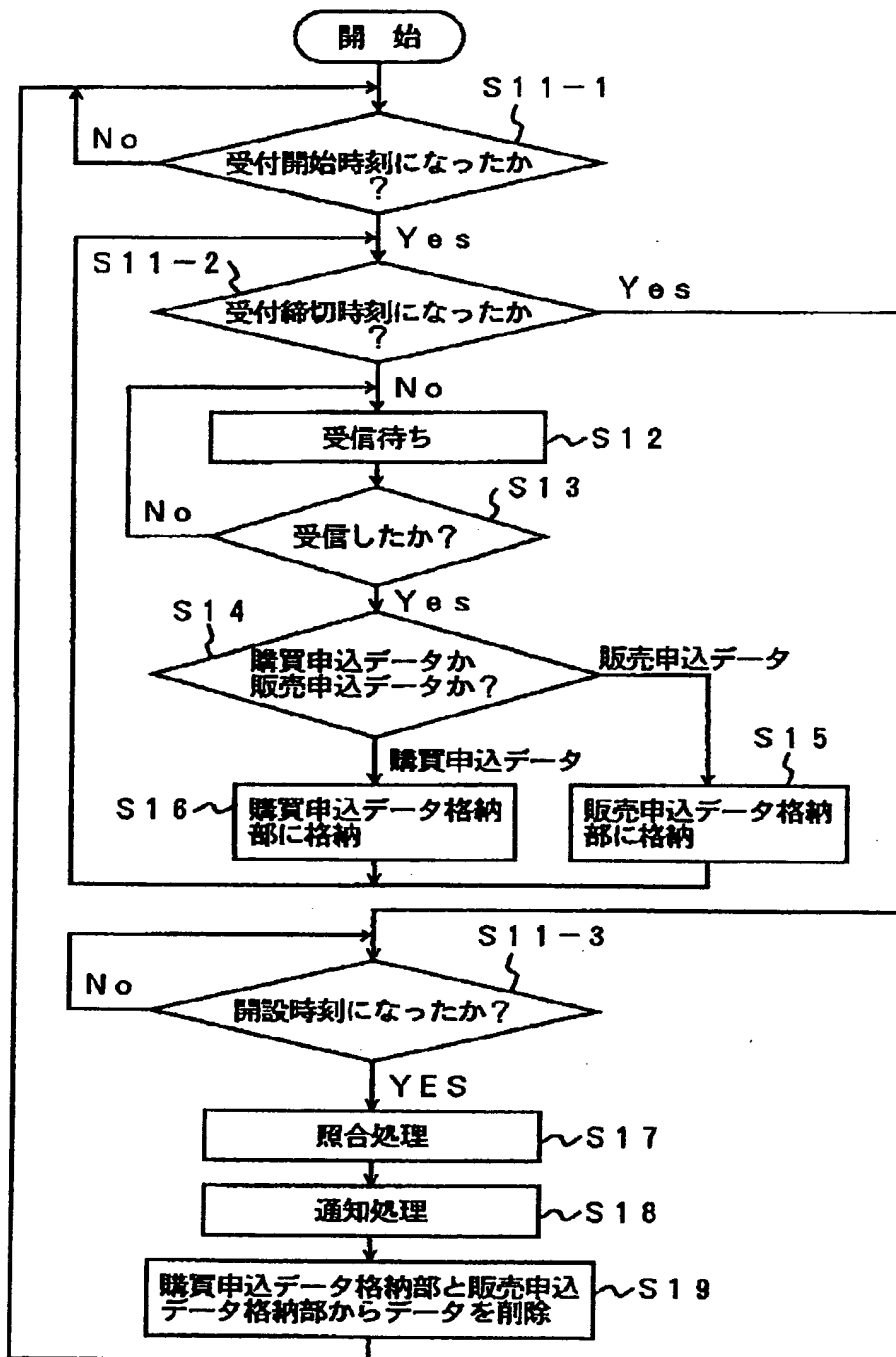 開 始
S11-1
No
受付開始時刻になったか
?
Yes
S11-2
Yes
受付締切時刻になったか
?
No
受信待ち
S12
S13
No
受信したか?
Yes
S14
購買申込データか
販売申込データか?
販売申込データ
購買申込データ
S15
S16
購買申込データ格納
部に格納
販売申込データ格納
部に格納
S11-3
No
開設時刻になったか?
YES
照合処理
S17
通知処理
S18
購買申込データ格納部と販売申込
データ格納部からデータを削除
S19